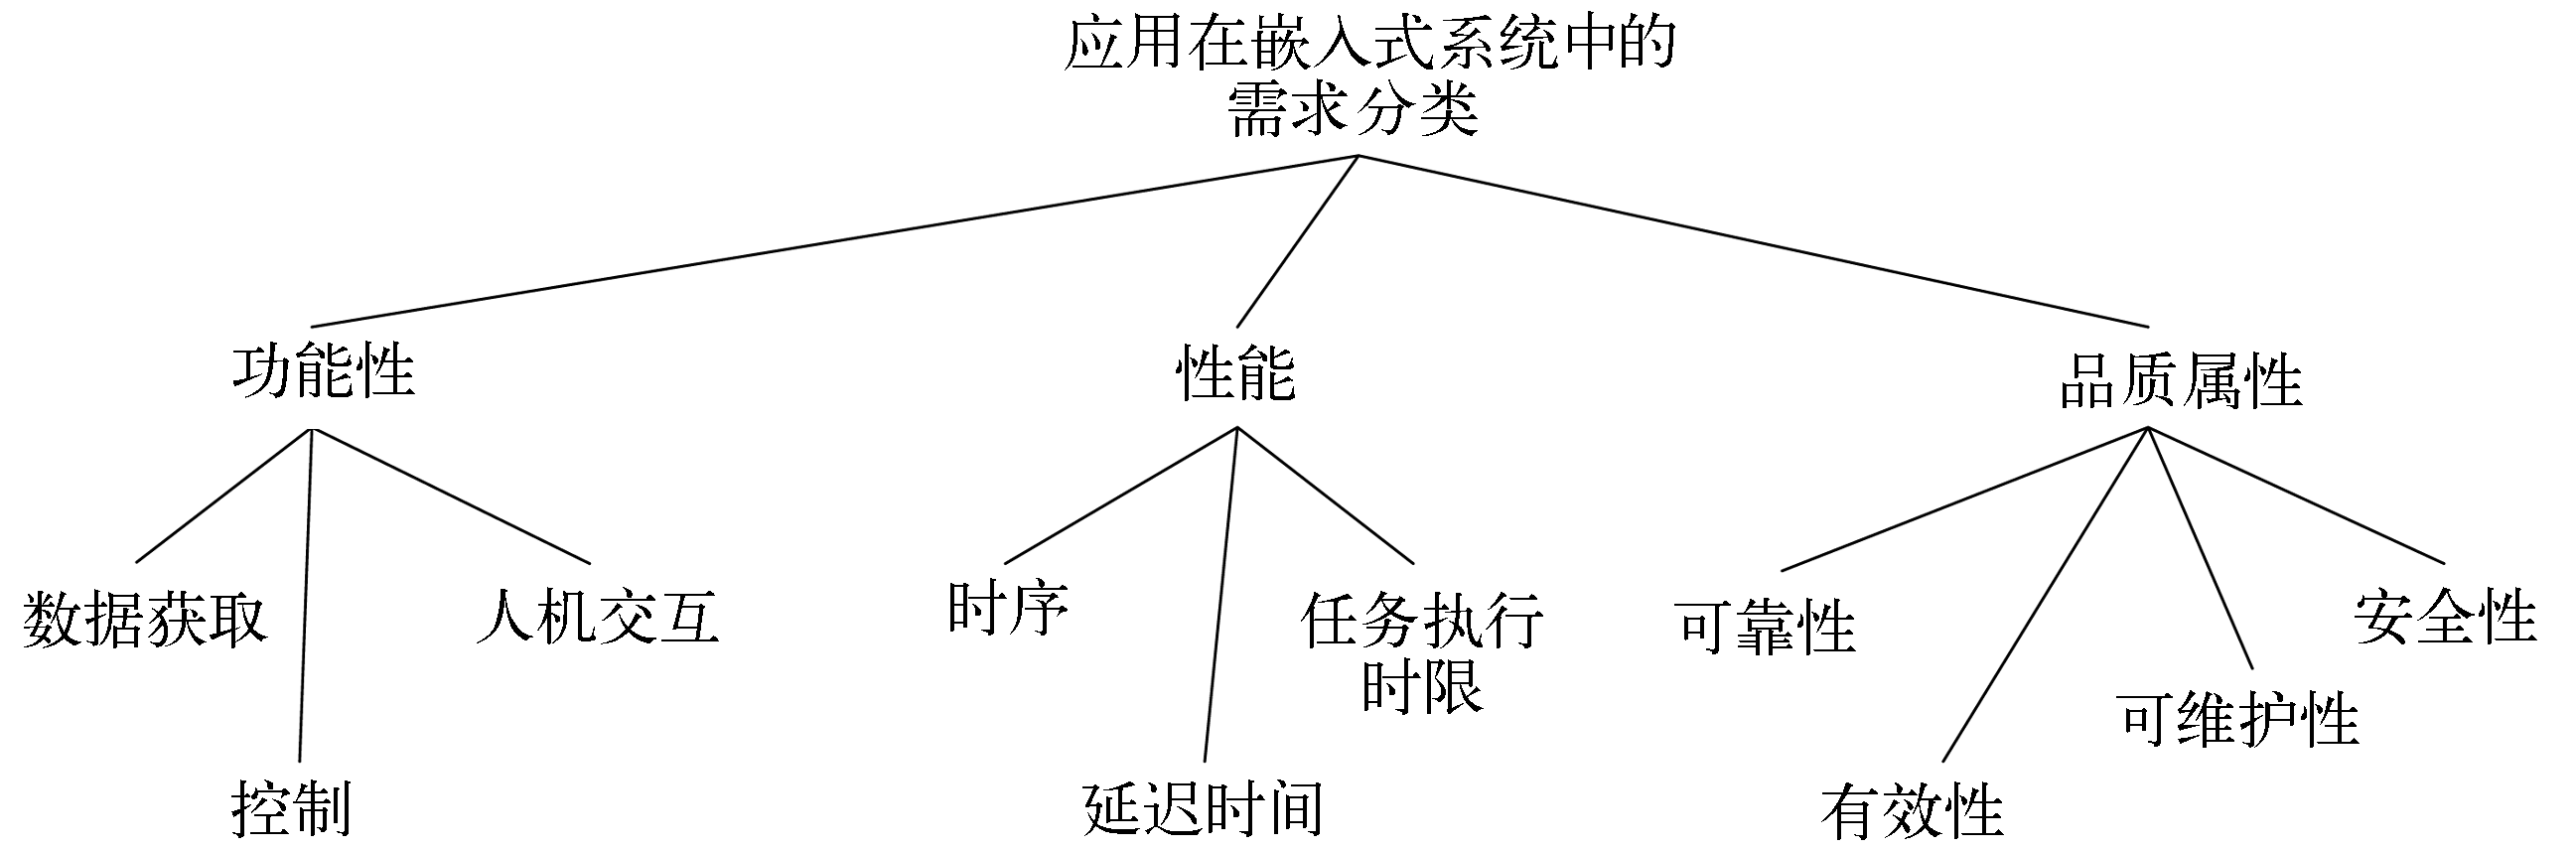 应用在嵌入式系统中的
需求分类
功能性
性能
品质属性
数据获取
人机交互
时序
任务执行
时限
可靠性
安全性
可维护性
控制
延迟时间
有效性